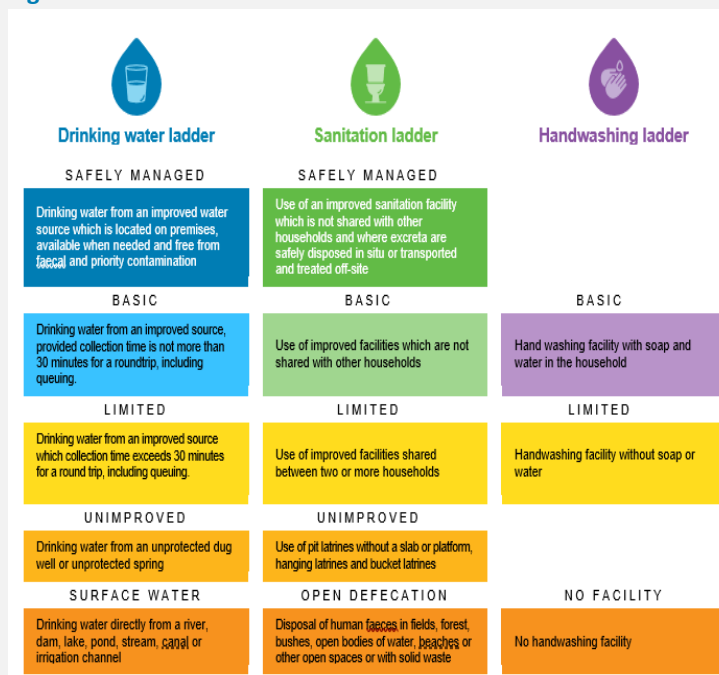 Drinking water ladder
Sanitation ladder
Handwashing ladder
SAFELY MANAGED
Drinking water from an improved water
source which is located on premises,
available when needed and free from
faecal and priority contamination
SAFELY MANAGED
Use of an improved sanitation facility
which is not shared with other
households and where excreta are
safely disposed in situ or transported
and treated off-site
BASIC
Drinking water from an improved source,
provided collection time is not more than
30 minutes for a roundtrip, including
queuing.
BASIC
Use of improved facilities which are not
shared with other households
BASIC
Hand washing facility with soap and
water in the household
LIMITED
Drinking water from an improved source
which collection time exceeds 30 minutes
for a round trip, including queuing.
LIMITED
Use of improved facilities shared
between two or more households
LIMITED
Handwashing facility without soap or
water
UNIMPROVED
Drinking water from an unprotected dug
well or unprotected spring
UNIMPROVED
Use of pit latrines without a slab or platform,
hanging latrines and bucket latrines
SURFACE WATER
Drinking water directly from a river,
dam, lake, pond, stream, canal or
irrigation channel
OPEN DEFECATION
Disposal of human faeces in fields, forest,
bushes, open bodies of water, beaches or
other open spaces or with solid waste
NO FACILITY
No handwashing facility